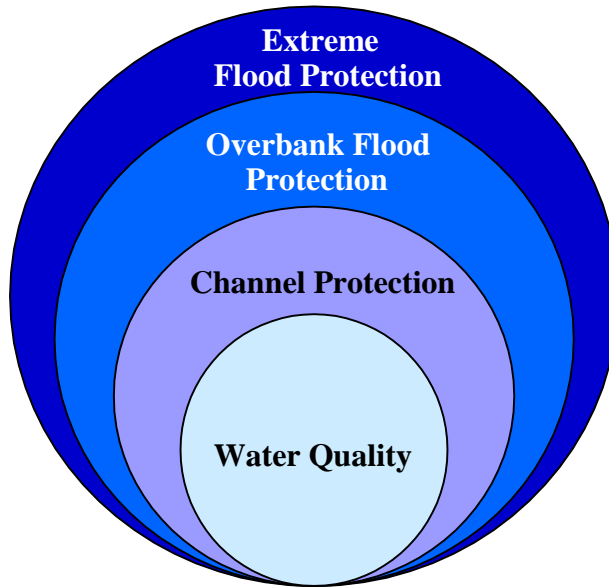 Extreme
Flood Protection
Overbank Flood
Protection
Channel Protection
Water Quality